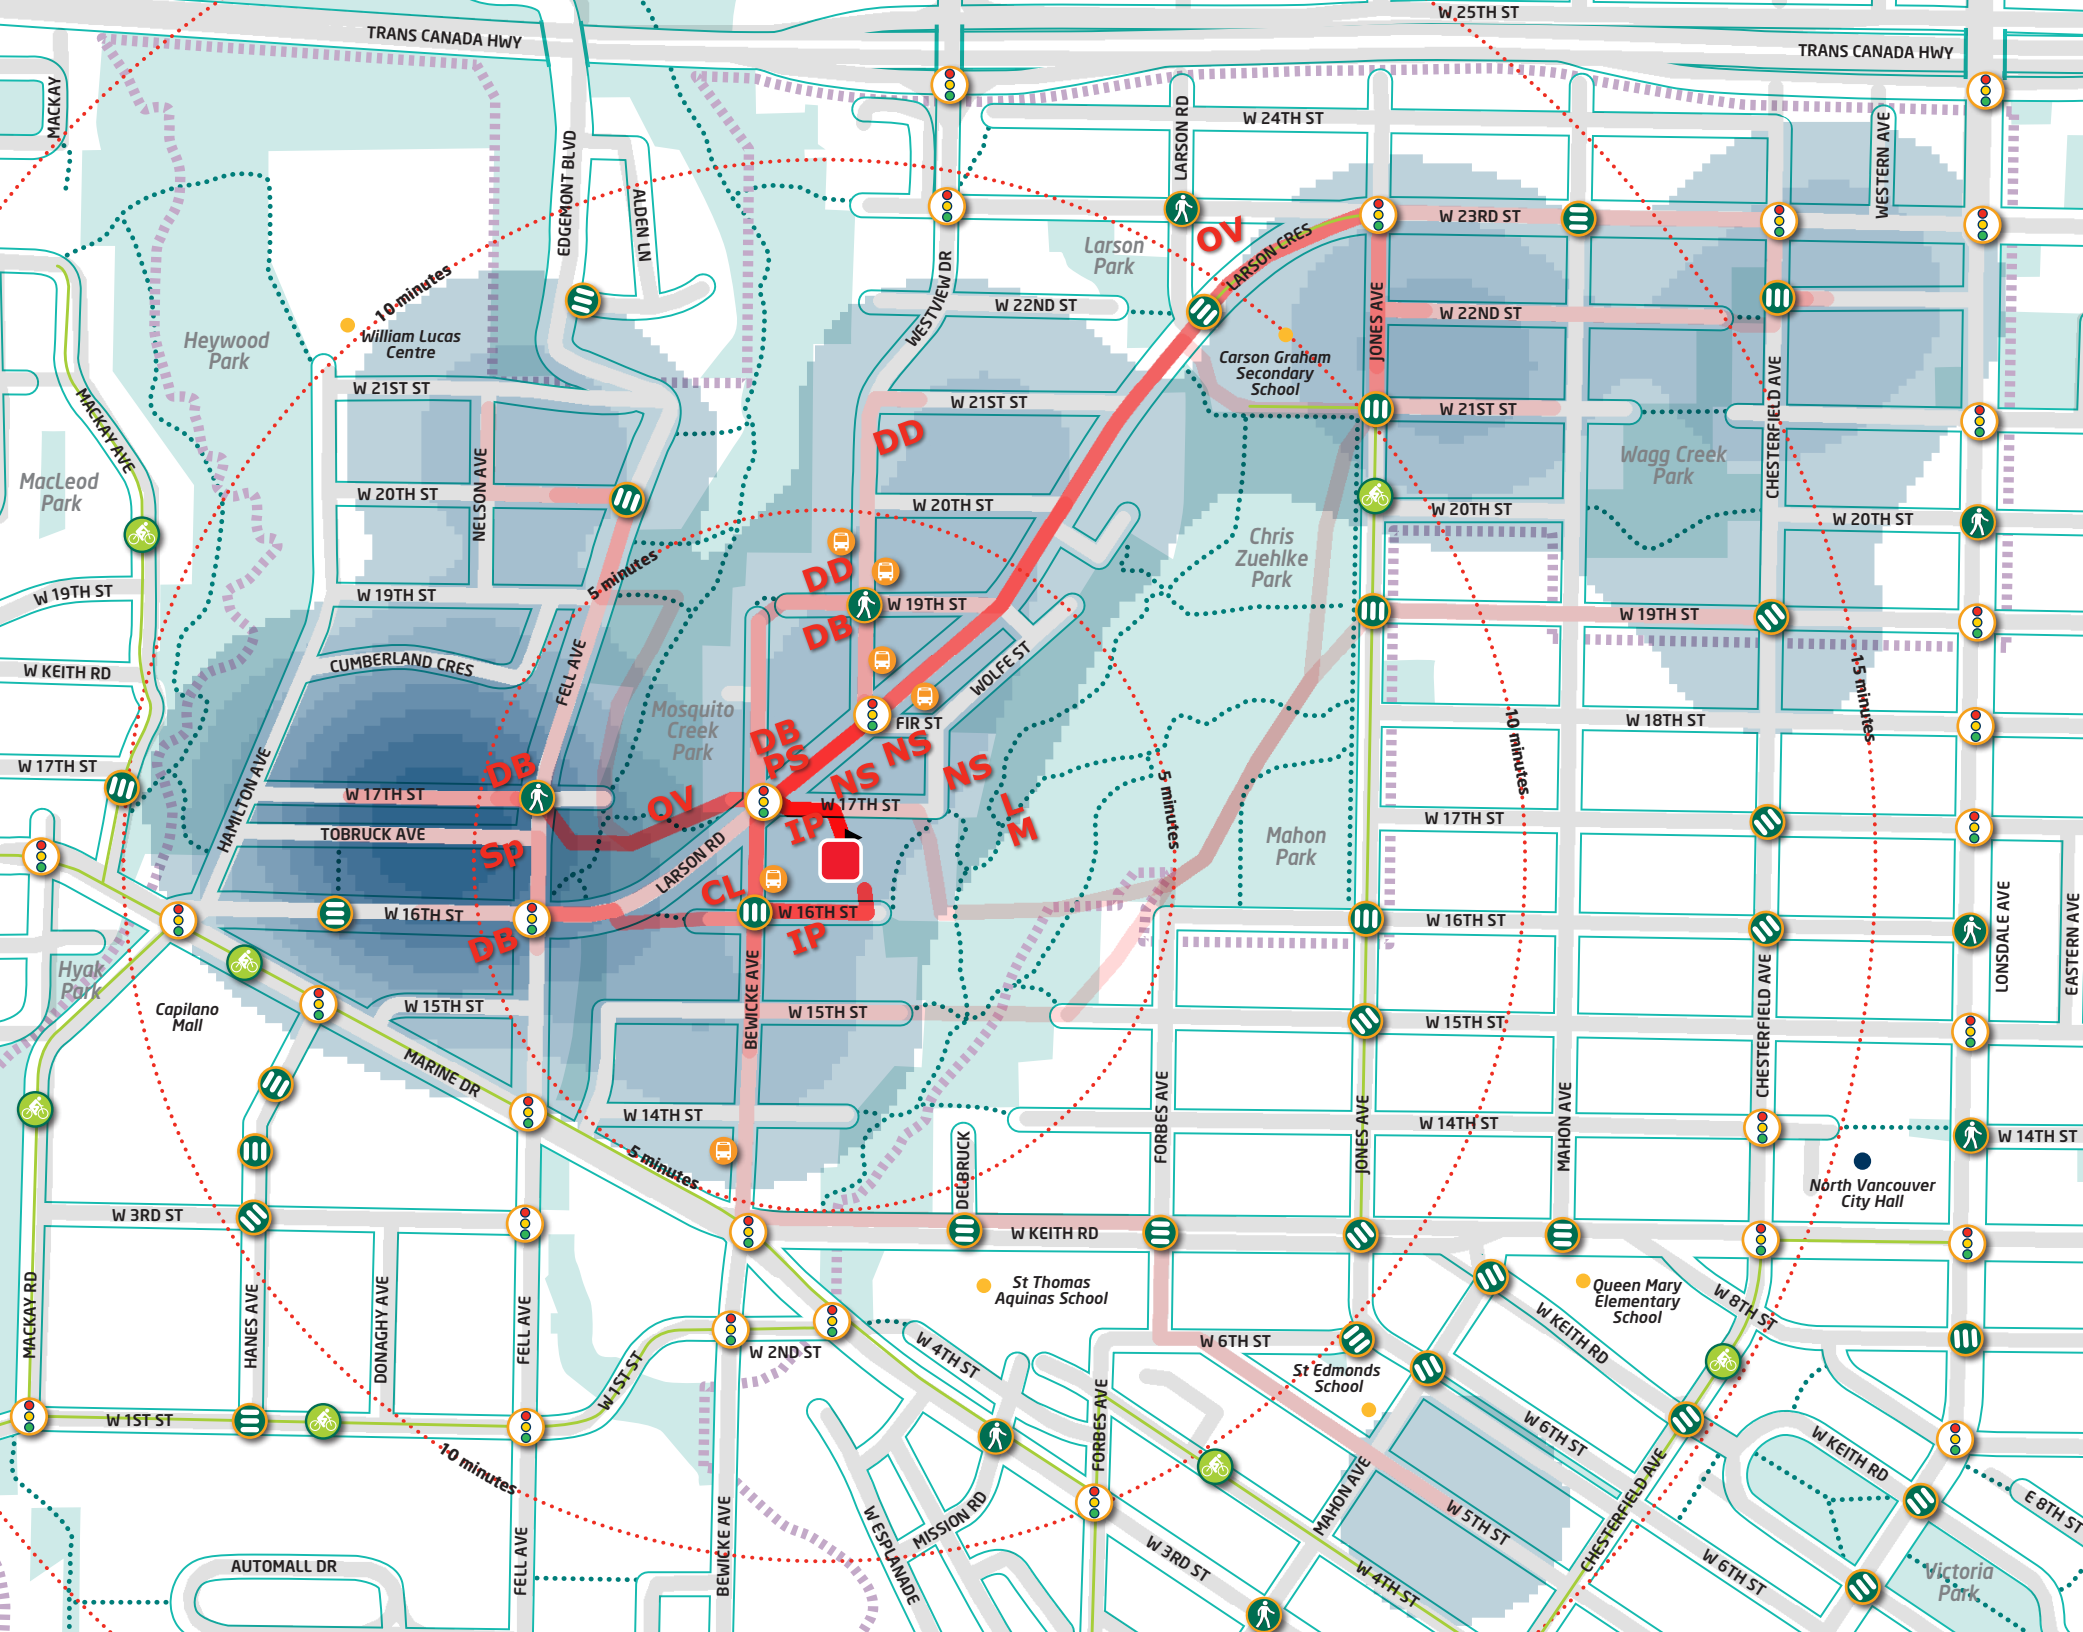 W 25TH ST
TRANS CANADA HWY
TRANS CANADA HWY
MACKAY
LARSON RD
W 24TH ST
WESTERN AVE
EDGEMONT BLVD
ALDEN LN
OV
LARSON CRES
W 23RD ST
Larson
Park
WESTVIEW DR
10 minutes
W 22ND ST
JONES AVE
W 22ND ST
William Lucas
Centre
Heywood
Park
Carson Graham
Secondary
School
W 21ST ST
W 21ST ST
W 21ST ST
CHESTERFIELD AVE
MACKAY AVE
DD
NELSON AVE
Wagg Creek
Park
MacLeod
Park
W 20TH ST
W 20TH ST
W 20TH ST
W 20TH ST
Chris
Zuehlke
Park
5 minutes
DD
W 19TH ST
W 19TH ST
W 19TH ST
W 19TH ST
DB
CUMBERLAND CRES
FELL AVE
WOLFE ST
W KEITH RD
15 minutes
Mosquito
Creek
Park
FIR ST
W 18TH ST
10 minutes
DB
PS
NS
NS
NS
W 17TH ST
HAMILTON AVE
DB
W 17TH ST
OV
W 17TH ST
L
M
5 minutes
W 17TH ST
TOBRUCK AVE
IP
Mahon
Park
Sp
LARSON RD
CL
W 16TH ST
W 16TH ST
W 16TH ST
LONSDALE AVE
EASTERN AVE
DB
IP
Hyak
Park
Capilano
Mall
W 15TH ST
BEWICKE AVE
W 15TH ST
W 15TH ST
CHESTERFIELD AVE
MARINE DR
W 14TH ST
FORBES AVE
JONES AVE
MAHON AVE
W 14TH ST
W 14TH ST
5 minutes
DELBRUCK
North Vancouver
City Hall
W 3RD ST
W KEITH RD
St Thomas
Aquinas School
Queen Mary
Elementary
School
W 8TH ST
MACKAY RD
HANES AVE
DONAGHY AVE
FELL AVE
W 1ST ST
W 2ND ST
W 4TH ST
W 6TH ST
W KEITH RD
St Edmonds
School
FORBES AVE
W 1ST ST
10 minutes
W 6TH ST
W KEITH RD
MAHON AVE
W 5TH ST
CHESTERFIELD AVE
E 8TH ST
FELL AVE
BEWICKE AVE
W ESPLANADE
MISSION RD
W 3RD ST
W 4TH ST
W 6TH ST
AUTOMALL DR
Victoria
Park